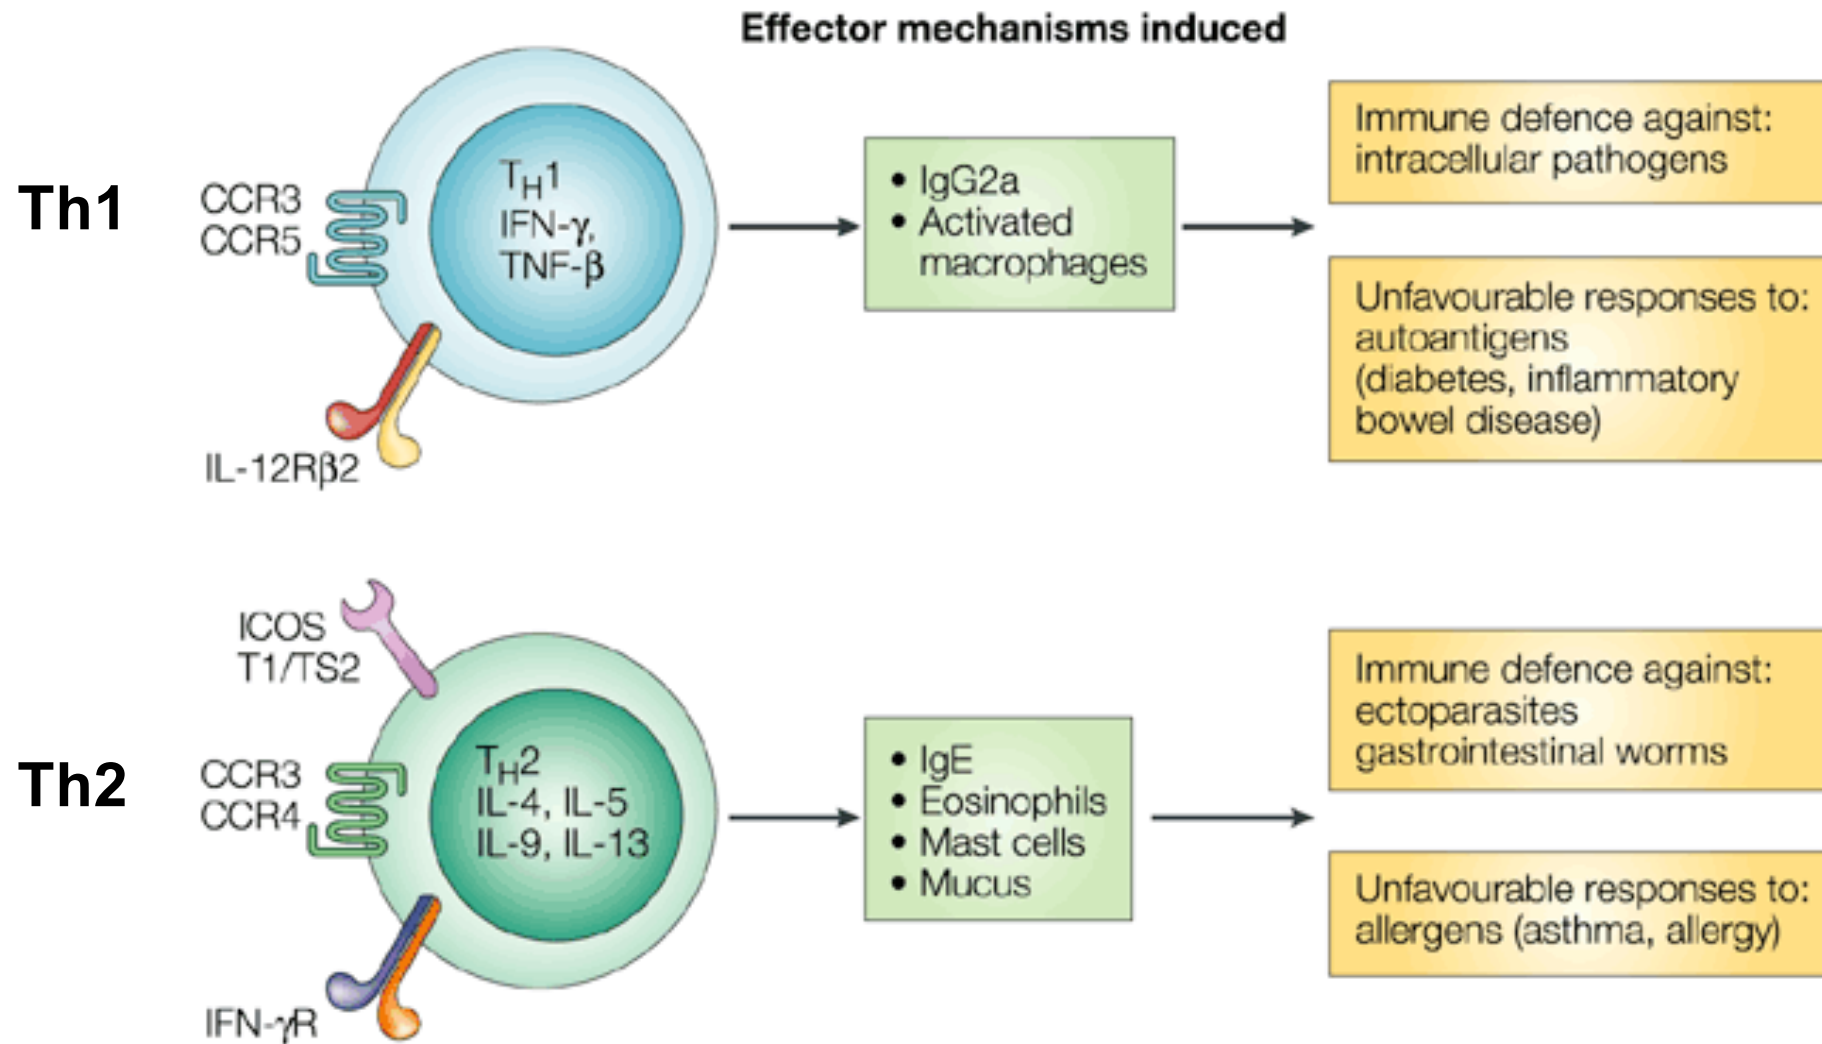 Effector mechanisms induced
Th1
CCR3
CCR5
IL-12Rβ2
TH1
IFN-γ,
TNF-β
• IgG2a
• Activated
macrophages
Immune defence against:
intracellular pathogens
Unfavourable responses to:
autoantigens
(diabetes, inflammatory
bowel disease)
Th2
ICOS
T1/TS2
CCR3
CCR4
IFN-γR
TH2
IL-4, IL-5
IL-9, IL-13
• IgE
• Eosinophils
• Mast cells
• Mucus
Immune defence against:
ectoparasites
gastrointestinal worms
Unfavourable responses to:
allergens (asthma, allergy)